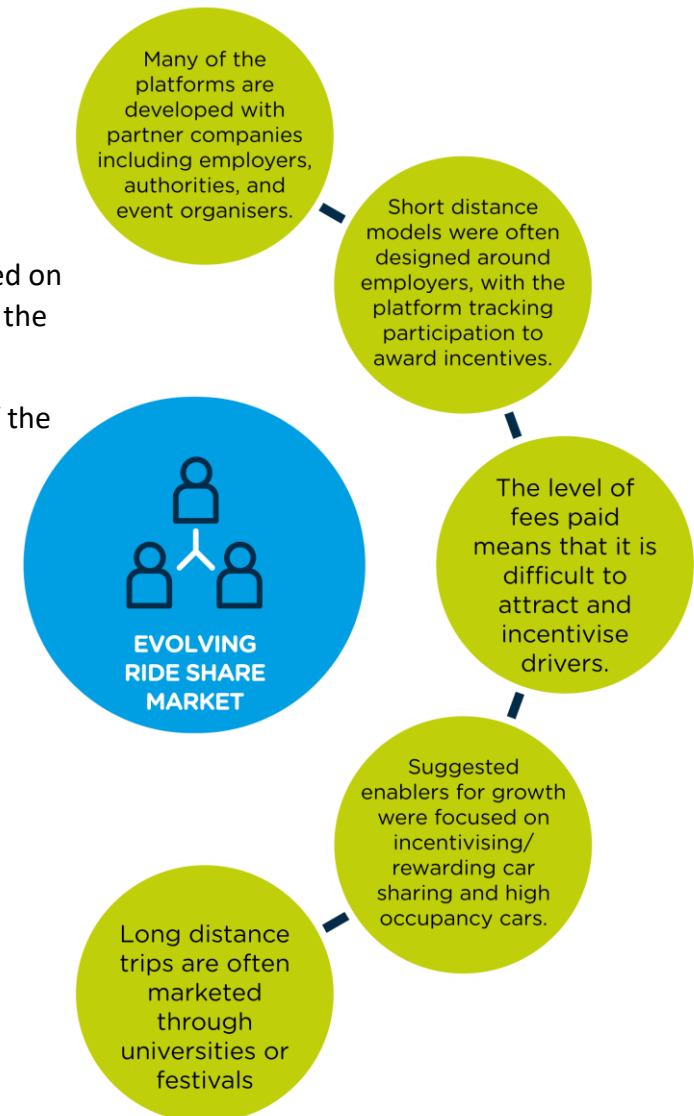 Many of the
platforms are
developed with
partner companies
including employers,
authorities, and
event organisers.
Short distance
models were often
designed around
employers, with the
platform tracking
participation to
award incentives.
ed on
the
the
EVOLVING
RIDE SHARE
MARKET
The level of
fees paid
means that it is
difficult to
attract and
incentivise
drivers.
Suggested
enablers for growth
were focused on
incentivising/
rewarding car
sharing and high
occupancy cars.
Long distance
trips are often
marketed
through
universities or
festivals